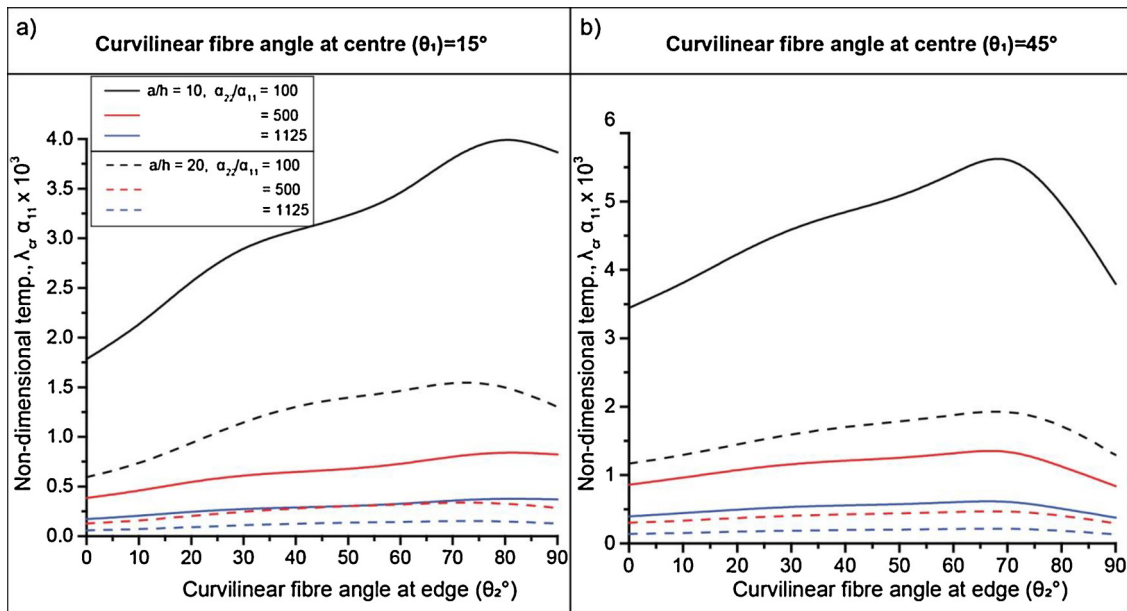 a)
Curvilinear fibre angle at centre (θ₁)=15°
a/h = 10, α₂₂/α₁₁ = 100
= 500
= 1125
a/h = 20, α₂₂/α₁₁ = 100
= 500
= 1125
Non-dimensional temp., λcr α₁₁ x 10³
4.0
3.5
3.0
2.5
2.0
1.5
1.0
0.5
0.0
0 10 20 30 40 50 60 70 80 90
Curvilinear fibre angle at edge (θ₂°)
b)
Curvilinear fibre angle at centre (θ₁)=45°
Non-dimensional temp., λcr α₁₁ x 10³
6
5
4
3
2
1
0
0 10 20 30 40 50 60 70 80 90
Curvilinear fibre angle at edge (θ₂°)